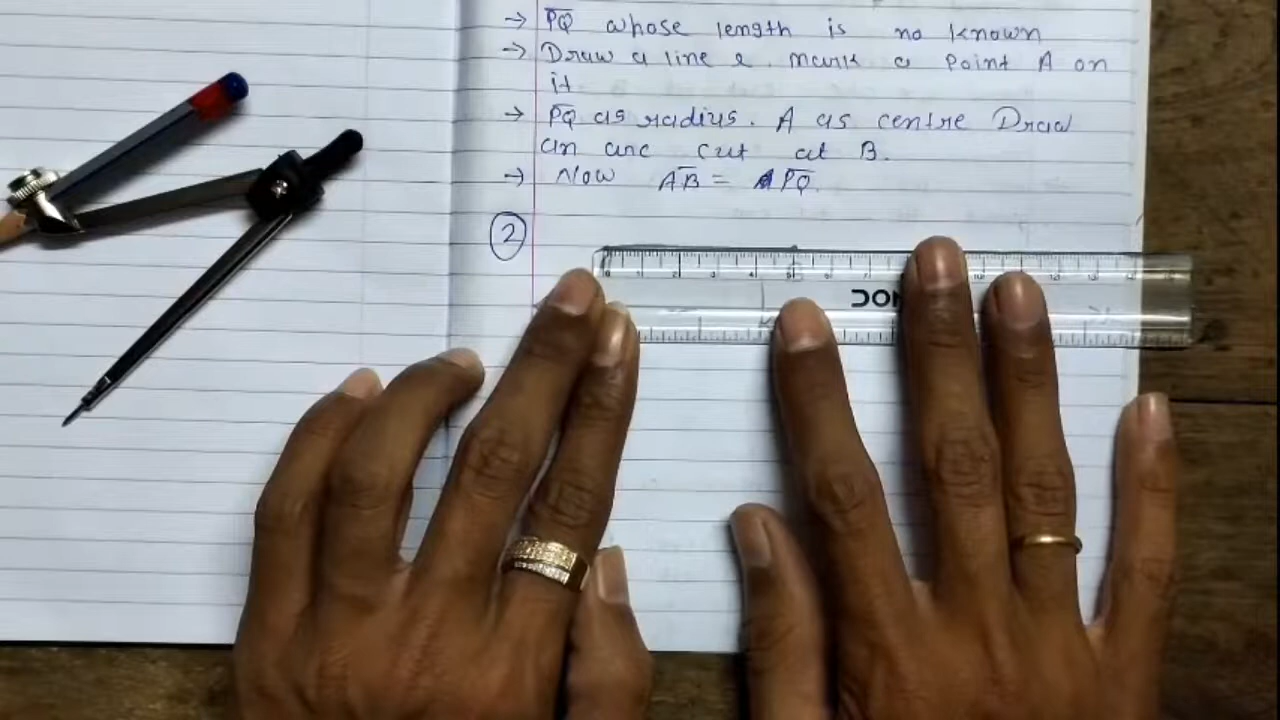 → PQ whose length is no known
→ Draw a line & mark a point A on
it
→ PQ as radius. A as centre Draw
an arc cut at B.
→ Now AB = PQ.
2